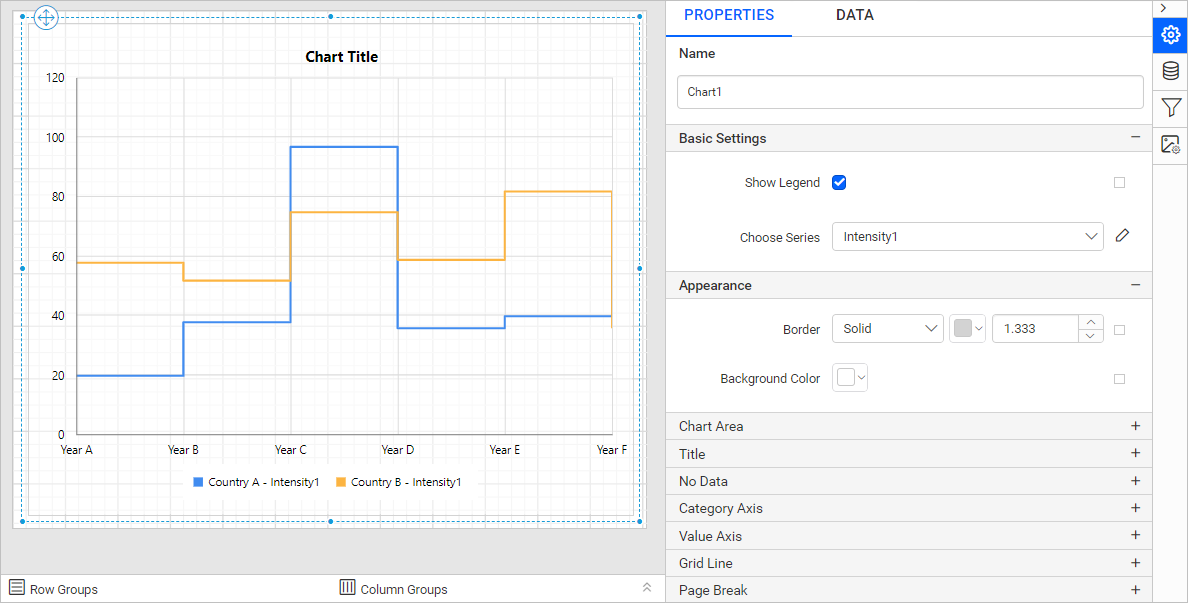 Chart Title
120
100
80
60
40
20
0
Year A Year B Year C Year D Year E Year F
Country A - Intensity1 Country B - Intensity1
Row Groups Column Groups
PROPERTIES DATA
Name
Chart1
Basic Settings
Show Legend
Choose Series Intensity1
Appearance
Border Solid 1.333
Background Color
Chart Area
Title
No Data
Category Axis
Value Axis
Grid Line
Page Break